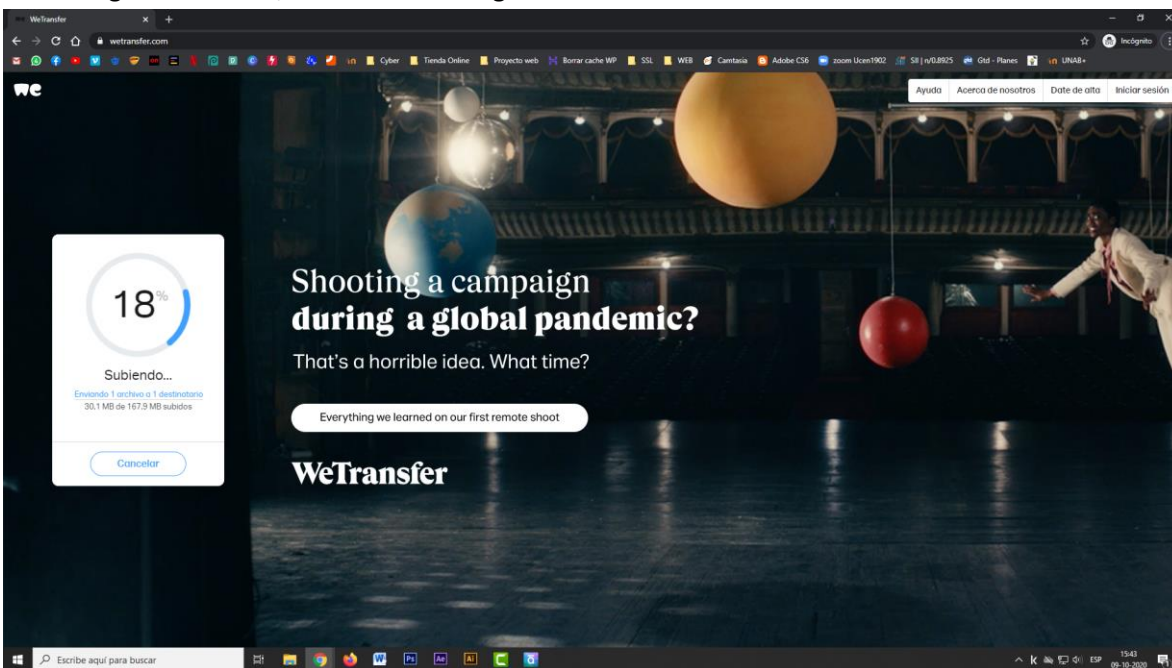 WeTransfer
wetransfer.com
Incógnito
Cyber
Tienda Online
Proyecto web
Borrar cache WP
SSL
WEB
Camtasia
Adobe CS6
zoom Ucen1902
SII | n/0.8925
Gtd - Planes
UNAB+
we
Ayuda
Acerca de nosotros
Date de alta
Iniciar sesión
18%
Subiendo...
Enviando 1 archivo a 1 destinatario
30,1 MB de 167,9 MB subidos
Cancelar
Shooting a campaign
during a global pandemic?
That's a horrible idea. What time?
Everything we learned on our first remote shoot
WeTransfer
Escribe aquí para buscar
ESP
15:43
09-10-2020